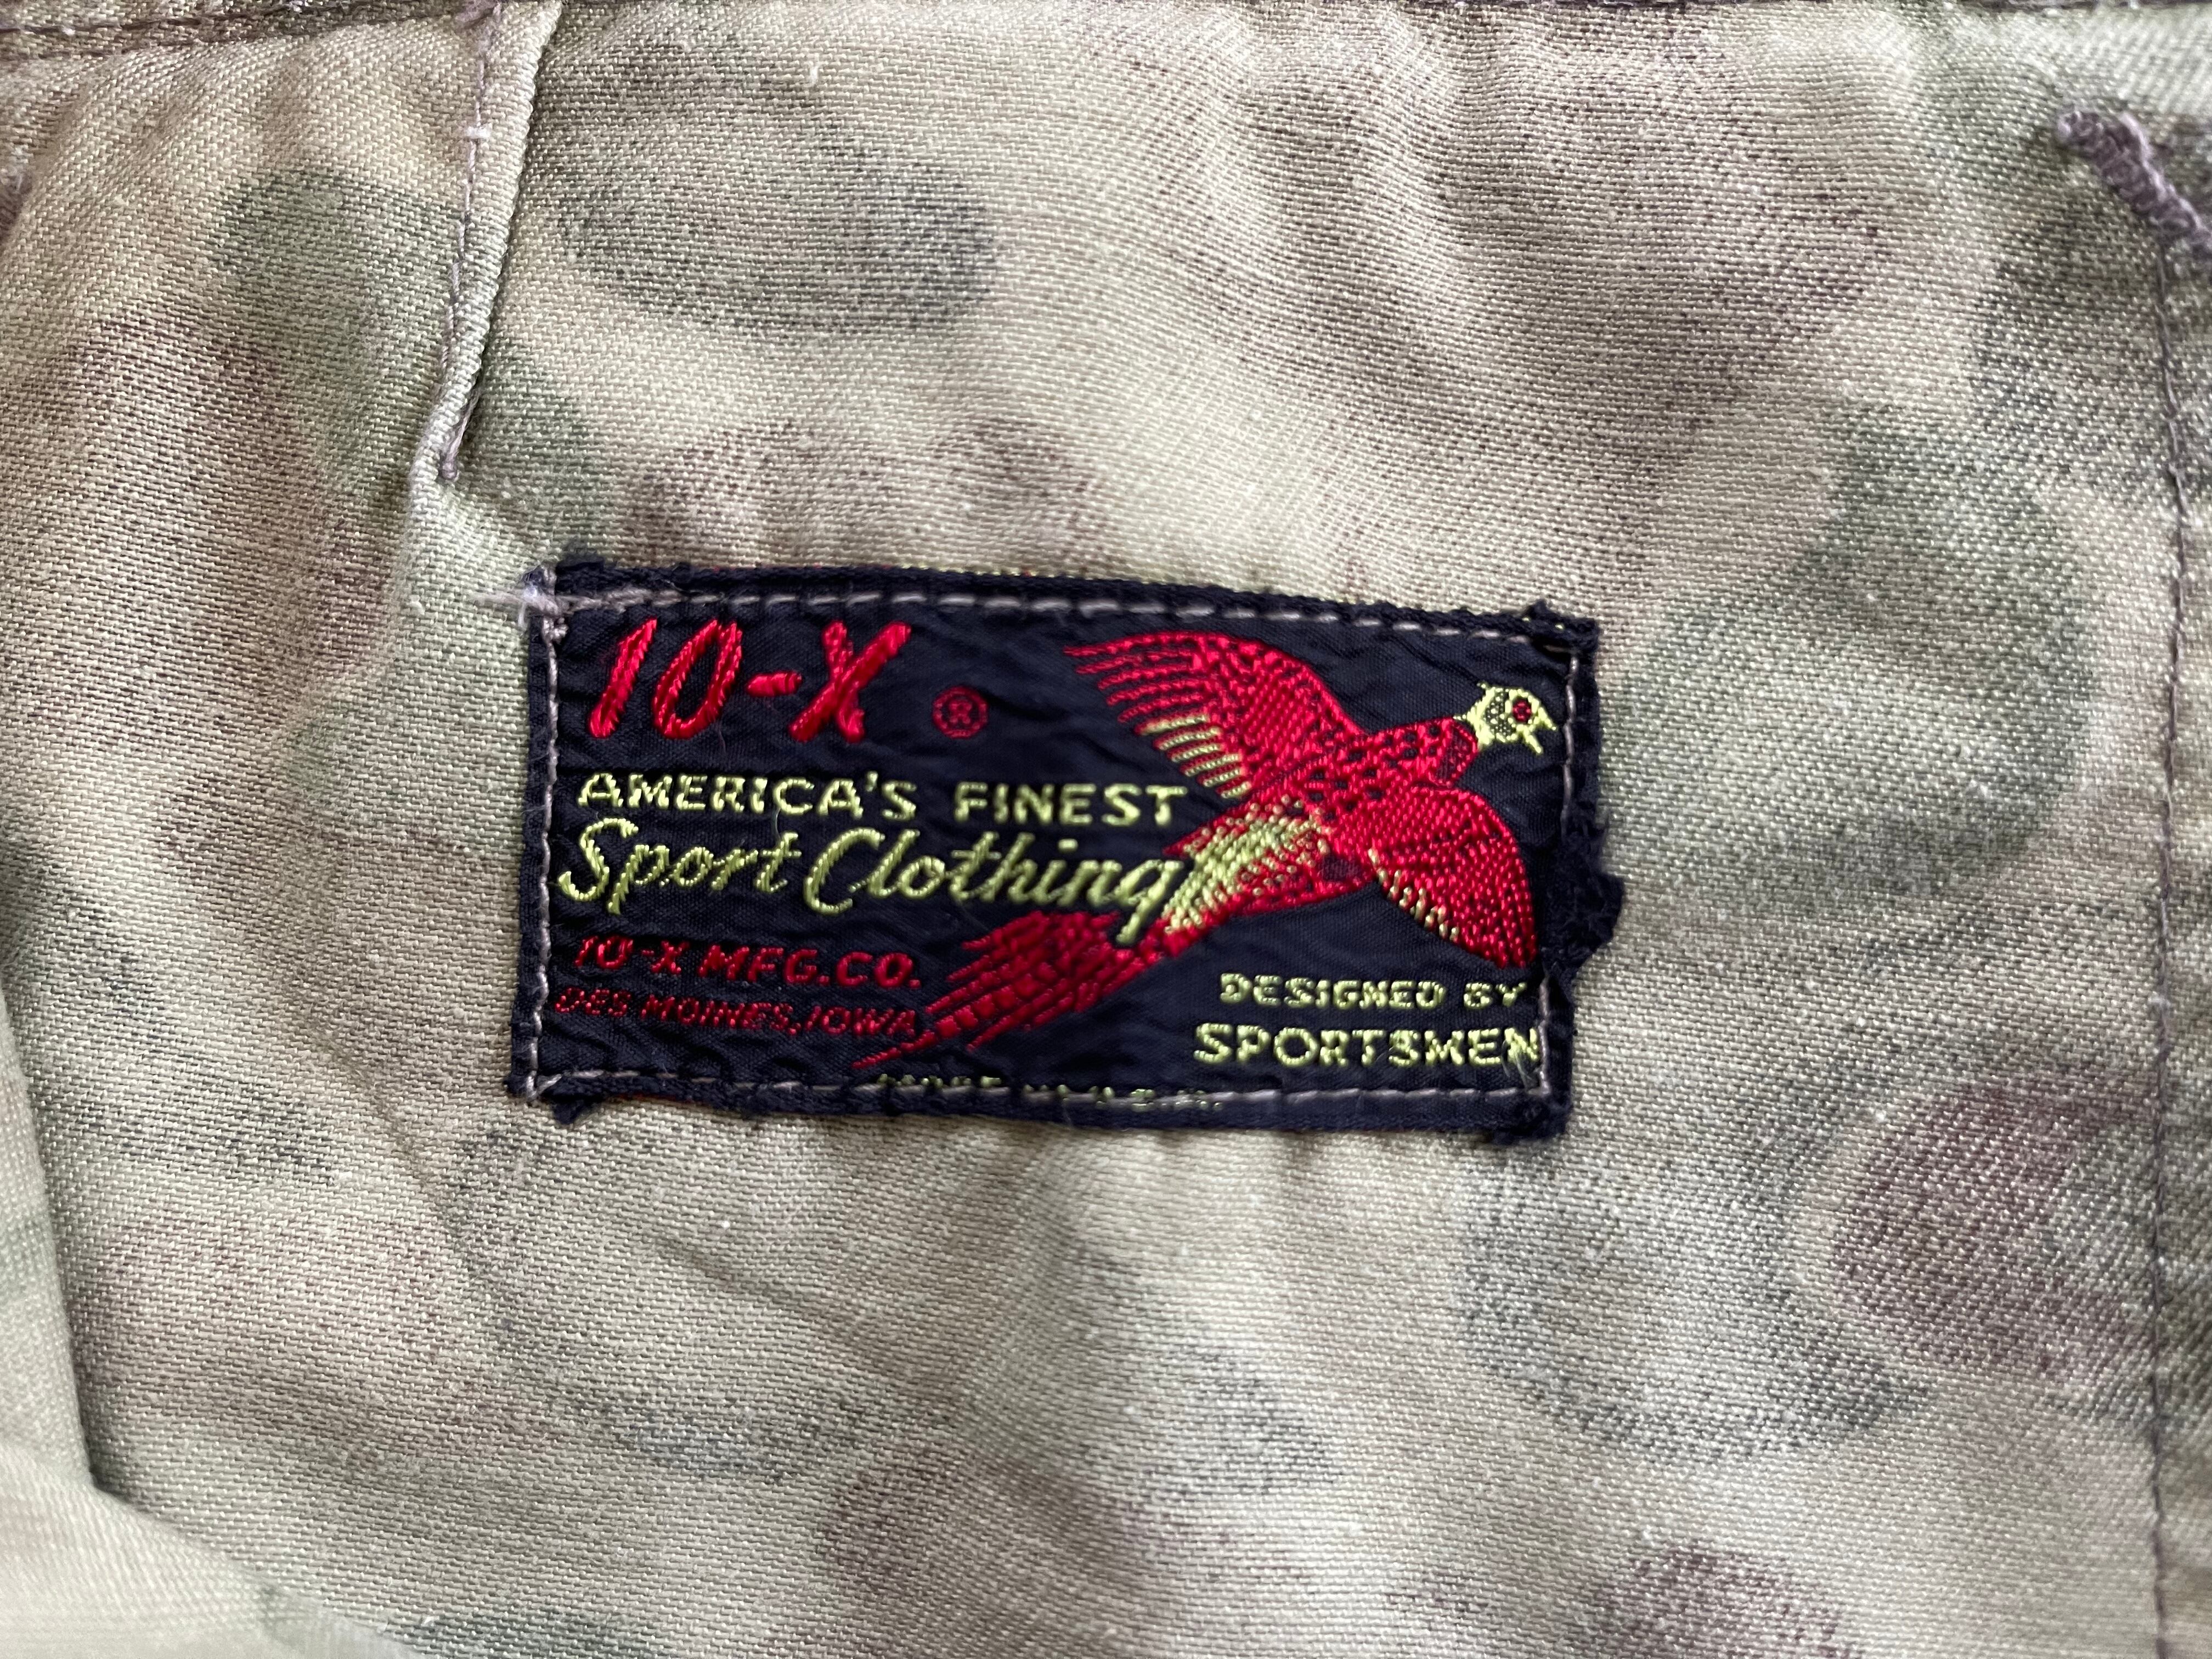 10-X ®
AMERICA'S FINEST
Sport Clothing
10-X MFG.CO.
DES MOINES, IOWA
DESIGNED BY
SPORTSMEN